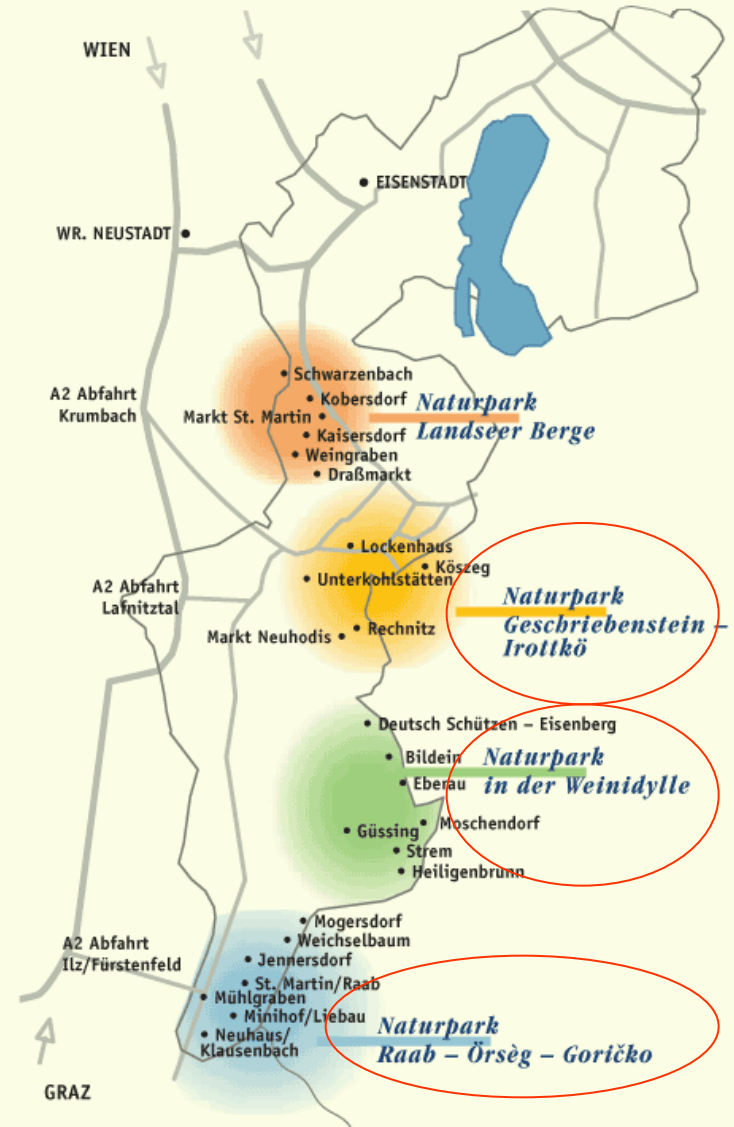 WIEN
EISENSTADT
WR. NEUSTADT
Schwarzenbach
A2 Abfahrt
Krumbach
Kobersdorf
Naturpark
Landseer Berge
Markt St. Martin
Kaisersdorf
Weingraben
Draßmarkt
Lockenhaus
Köszeg
Unterkohlstätten
A2 Abfahrt
Lafnitztal
Naturpark
Geschriebenstein –
Irottkö
Rechnitz
Markt Neuhodis
Deutsch Schützen – Eisenberg
Bildein
Naturpark
in der Weinidylle
Eberau
Moschendorf
Güssing
Strem
Heiligenbrunn
Mogersdorf
Weichselbaum
A2 Abfahrt
Ilz/Fürstenfeld
Jennersdorf
St. Martin/Raab
Mühlgraben
Minihof/Liebau
Neuhaus/
Klausenbach
Naturpark
Raab – Örsèg – Goričko
GRAZ